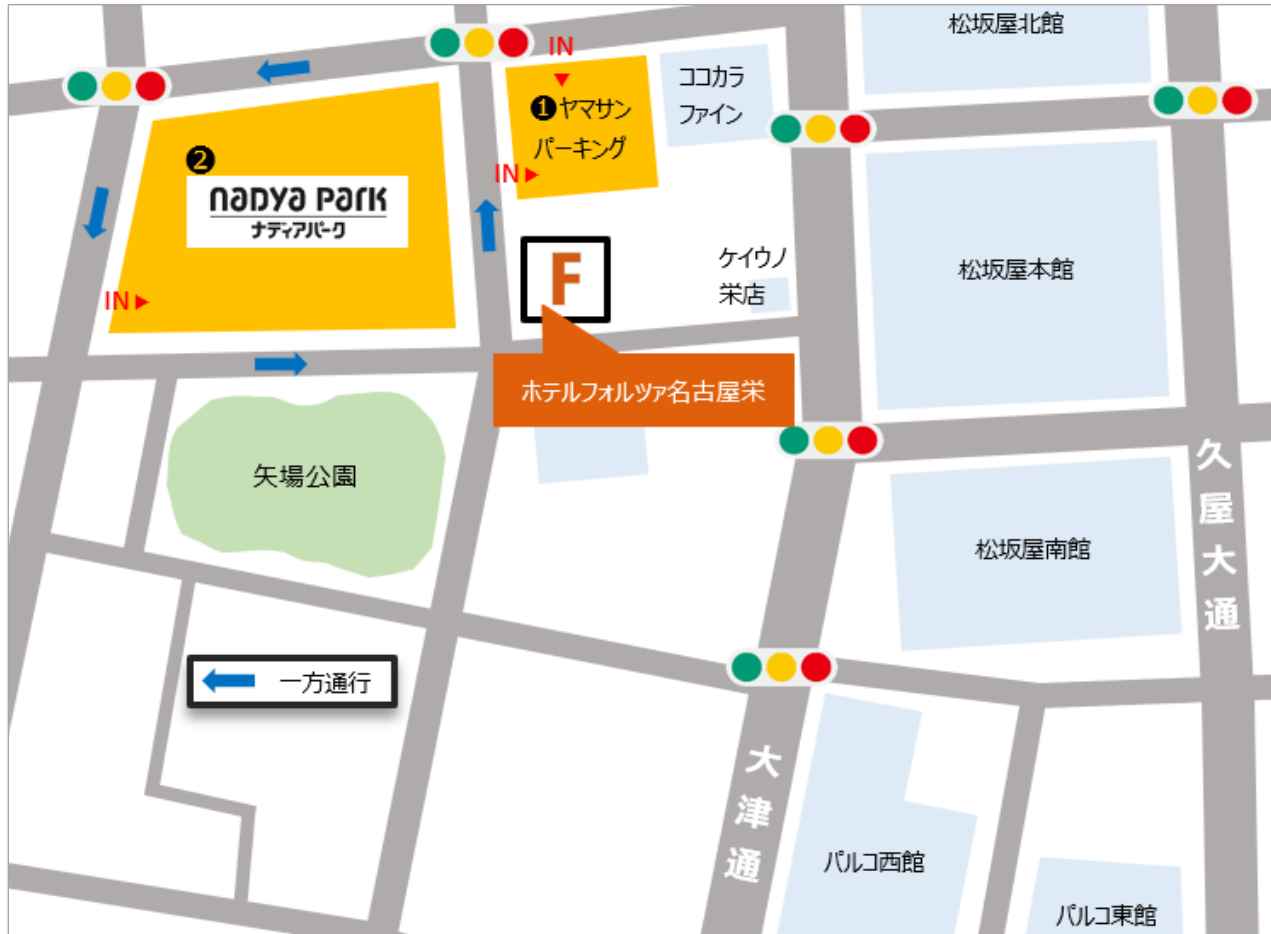 松坂屋北館
IN
ココカラ
ファイン
❶ヤマサン
パーキング
IN
❷
nadya park
ナディアパーク
IN
F
ケイウノ
栄店
松坂屋本館
ホテルフォルツァ名古屋栄
矢場公園
久屋大通
松坂屋南館
一方通行
大津通
パルコ西館
パルコ東館